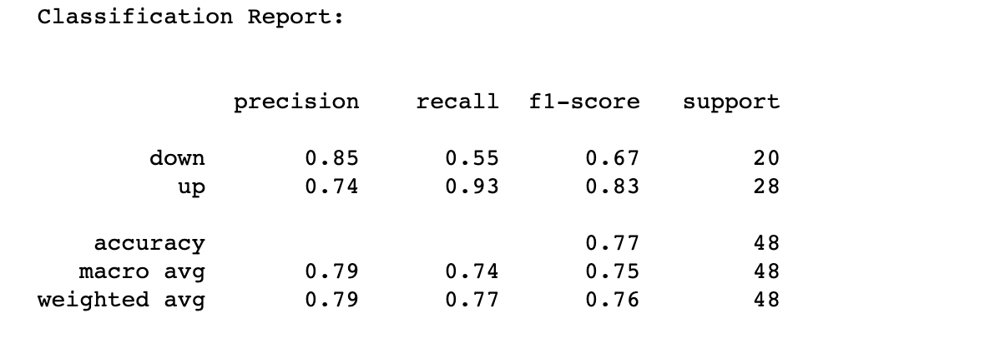 Classification Report:
precision recall f1-score support
down 0.85 0.55 0.67 20
up 0.74 0.93 0.83 28
accuracy 0.77 48
macro avg 0.79 0.74 0.75 48
weighted avg 0.79 0.77 0.76 48